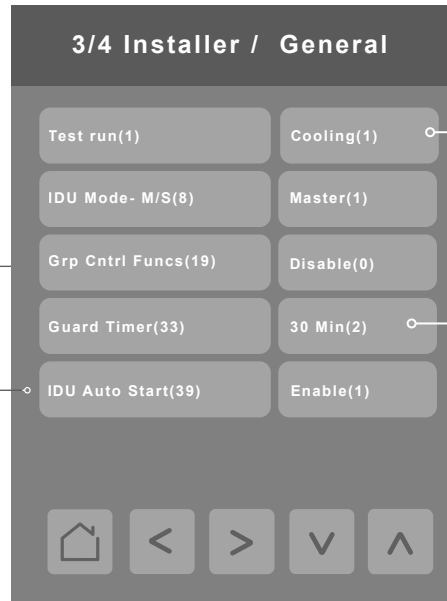 3/4 Installer / General
Test run(1) Cooling(1)
IDU Mode- M/S(8) Master(1)
Grp Cntrl Funcs(19) Disable(0)
Guard Timer(33) 30 Min(2)
IDU Auto Start(39) Enable(1)